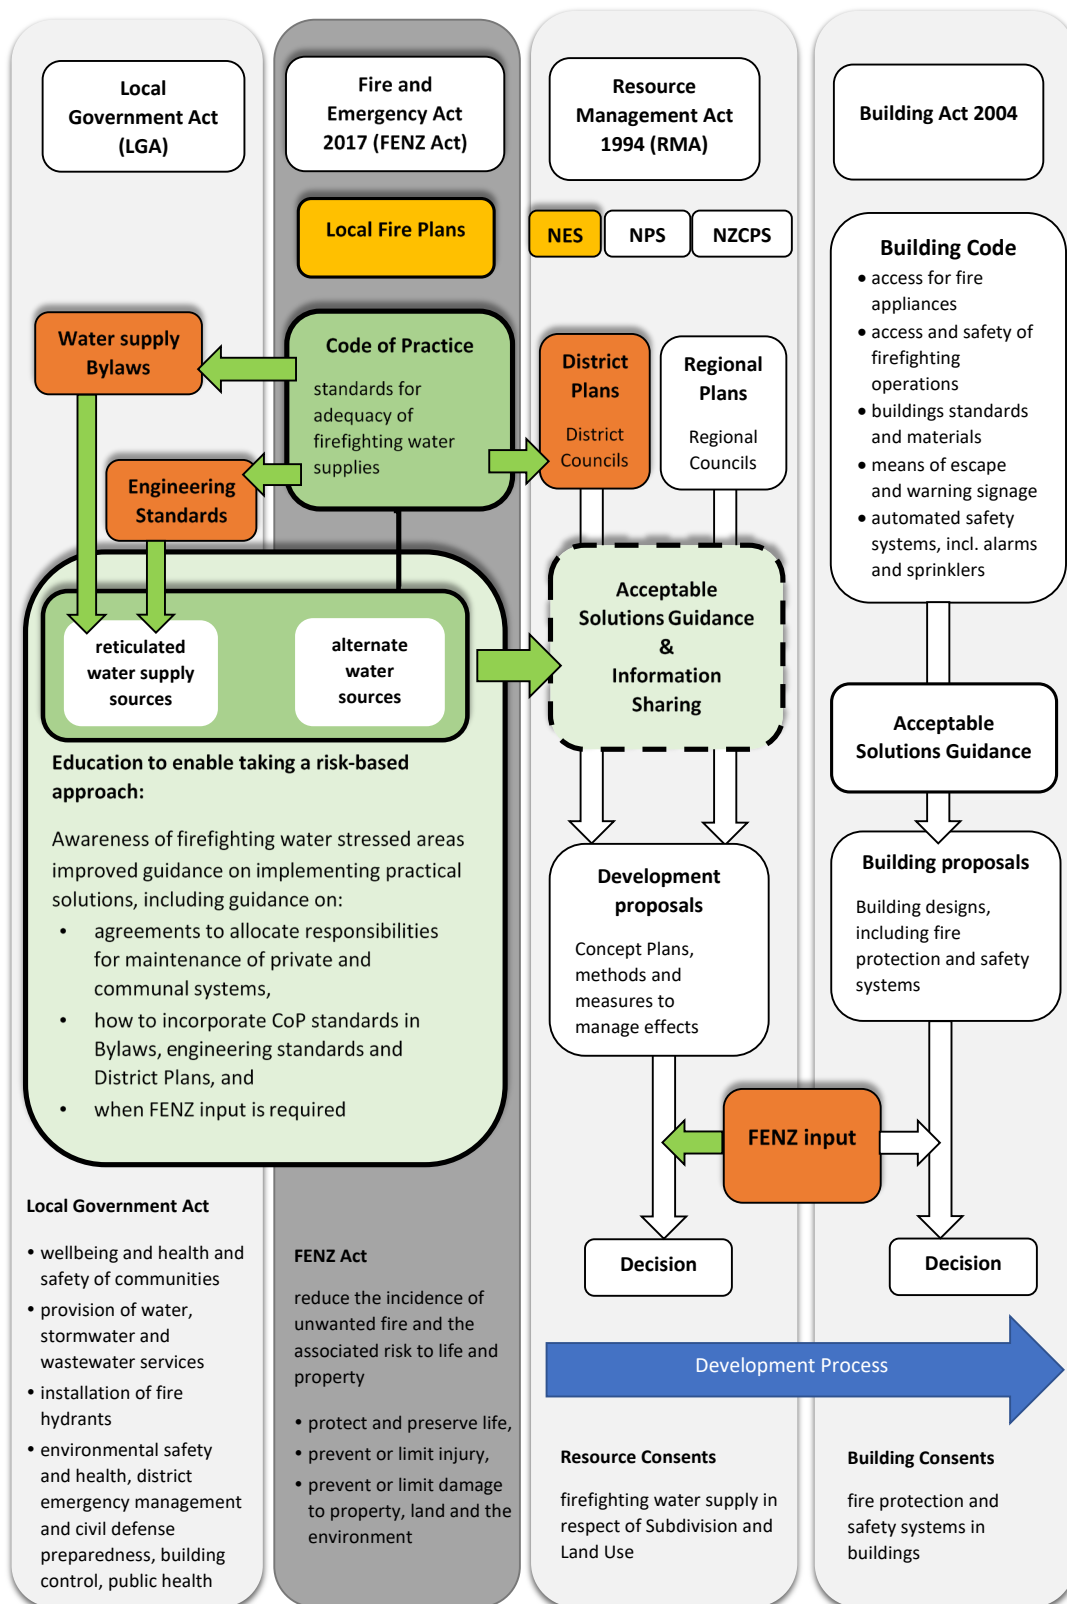 Local
Government Act
(LGA)
Fire and
Emergency Act
2017 (FENZ Act)
Resource
Management Act
1994 (RMA)
Building Act 2004
Local Fire Plans
NES
NPS
NZCPS
Water supply
Bylaws
Engineering
Standards
Code of Practice
standards for
adequacy of
firefighting water
supplies
District
Plans
District
Councils
Regional
Plans
Regional
Councils
Building Code
• access for fire
appliances
• access and safety of
firefighting
operations
• buildings standards
and materials
• means of escape
and warning signage
• automated safety
systems, incl. alarms
and sprinklers
reticulated
water supply
sources
alternate
water
sources
Acceptable
Solutions Guidance
&
Information
Sharing
Acceptable
Solutions Guidance
Education to enable taking a risk-based
approach:
Awareness of firefighting water stressed areas
improved guidance on implementing practical
solutions, including guidance on:
• agreements to allocate responsibilities
for maintenance of private and
communal systems,
• how to incorporate CoP standards in
Bylaws, engineering standards and
District Plans, and
• when FENZ input is required
Development
proposals
Concept Plans,
methods and
measures to
manage effects
Building proposals
Building designs,
including fire
protection and safety
systems
FENZ input
Decision
Decision
Development Process
Local Government Act
• wellbeing and health and
safety of communities
• provision of water,
stormwater and
wastewater services
• installation of fire
hydrants
• environmental safety
and health, district
emergency management
and civil defense
preparedness, building
control, public health
FENZ Act
reduce the incidence of
unwanted fire and the
associated risk to life and
property
• protect and preserve life,
• prevent or limit injury,
• prevent or limit damage
to property, land and the
environment
Resource Consents
firefighting water supply in
respect of Subdivision and
Land Use
Building Consents
fire protection and
safety systems in
buildings